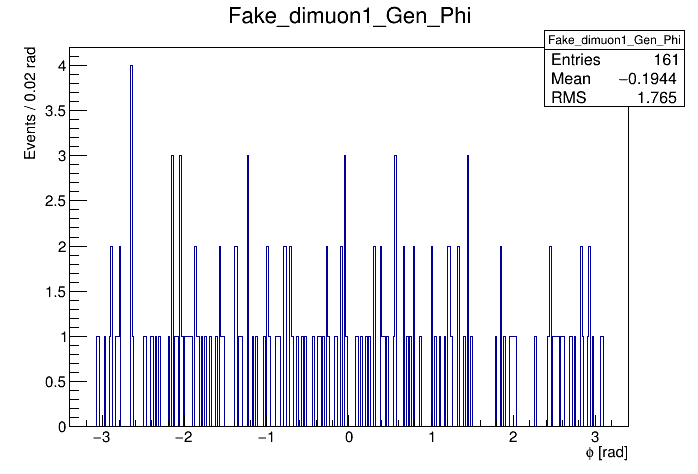 Fake_dimuon1_Gen_Phi
Fake_dimuon1_Gen_Phi
Entries 161
Mean −0.1944
RMS 1.765
Events / 0.02 rad
4
3.5
3
2.5
2
1.5
1
0.5
0
−3 −2 −1 0 1 2 3
ϕ [rad]